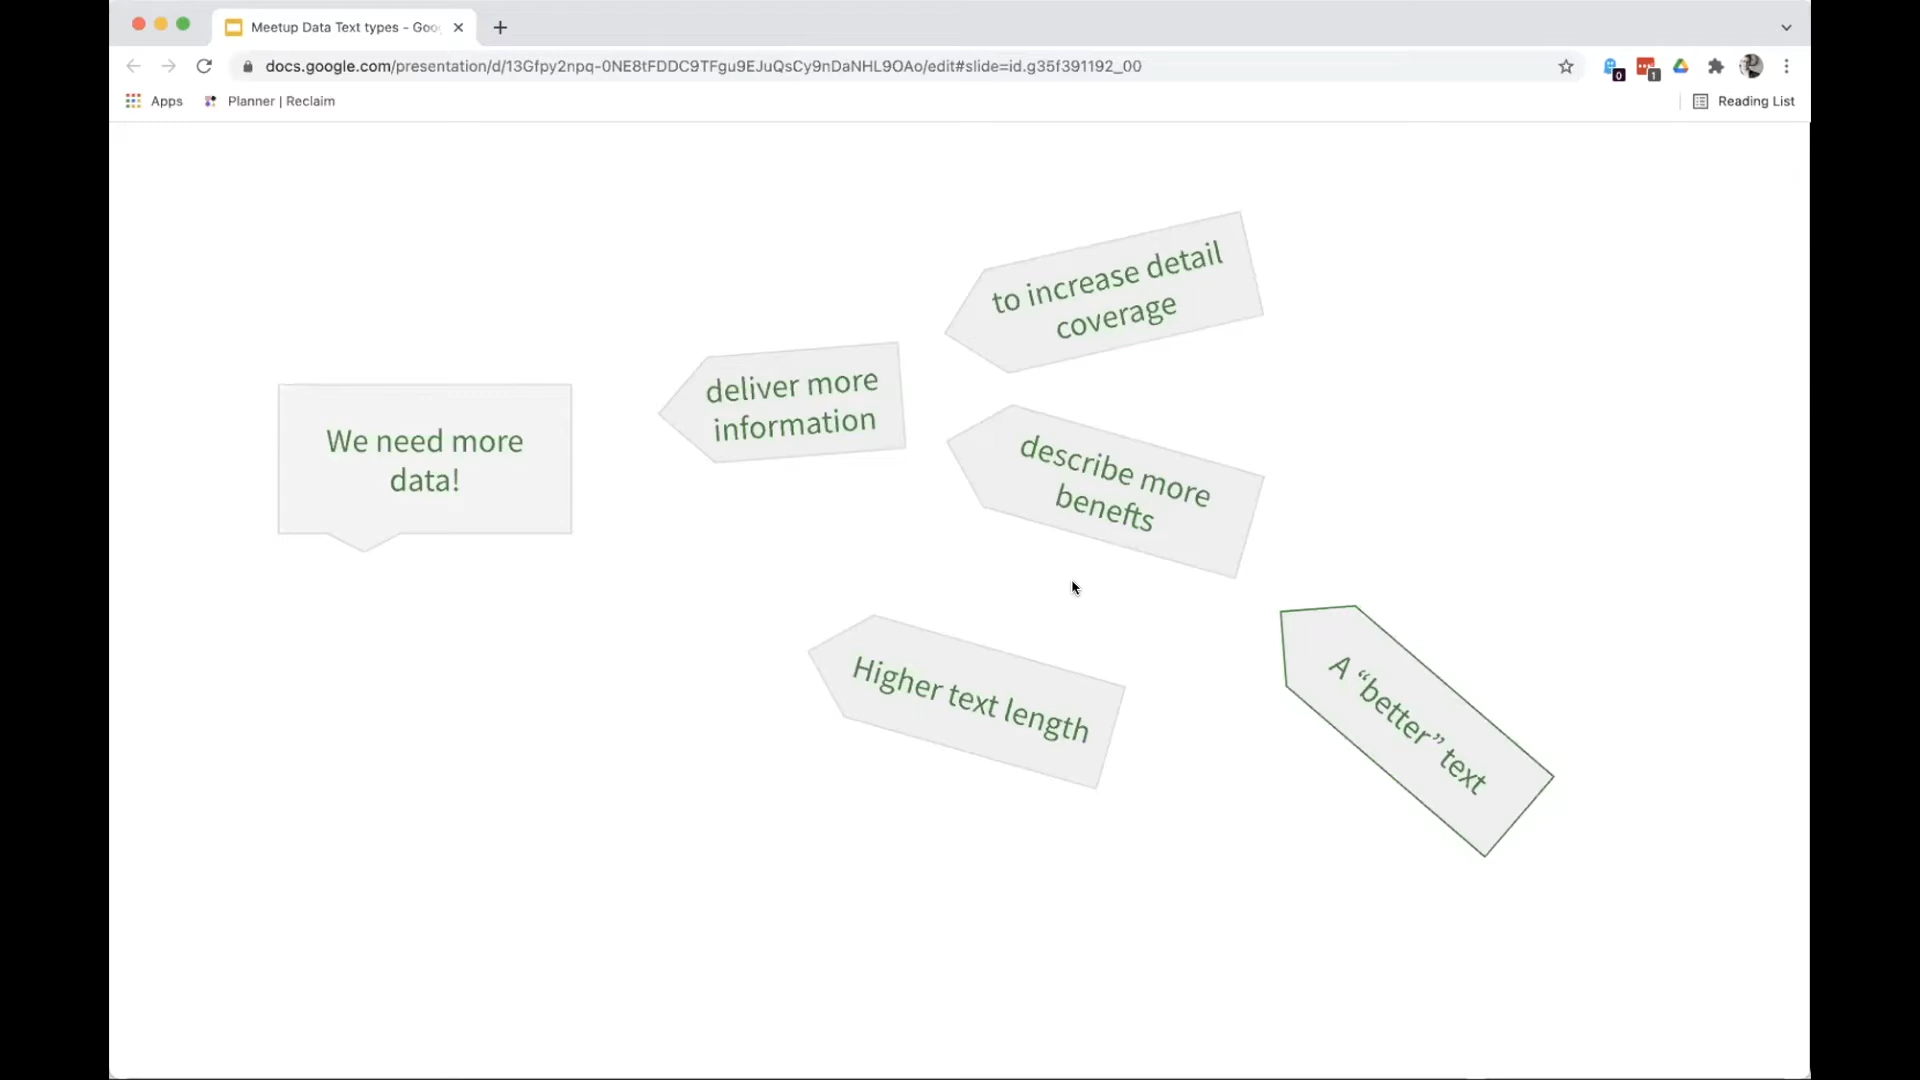 Meetup Data Text types - Goo
docs.google.com/presentation/d/13Gfpy2npq-0NE8tFDDC9TFgu9EJuQsCy9nDaNHL9OAo/edit#slide=id.g35f391192_00
0
1
Apps
Planner | Reclaim
Reading List
to increase detail
coverage
deliver more
information
We need more
data!
describe more
benefts
Higher text length
A “better” text